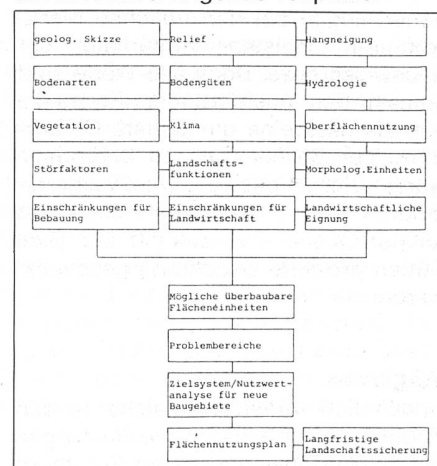 geolog. Skizze
Relief
Hangneigung
Bodenarten
Bodengüten
Hydrologie
Vegetation
Klima
Oberflächennutzung
Störfaktoren
Landschafts-
funktionen
Morpholog.Einheiten
Einschränkungen für
Bebauung
Einschränkungen für
Landwirtschaft
Landwirtschaftliche
Eignung
Mögliche überbaubare
Flächeneinheiten
Problembereiche
Zielsystem/Nutzwert-
analyse für neue
Baugebiete
Flächennutzungsplan
Langfristige
Landschaftssicherung